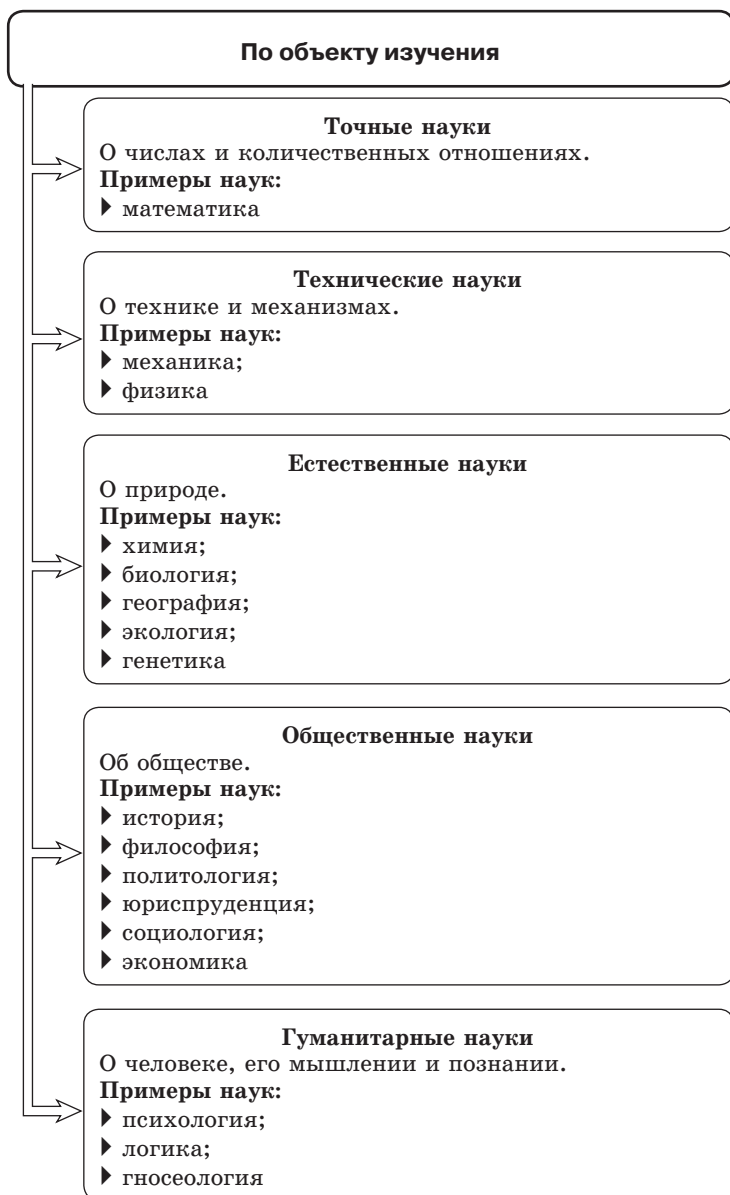 По объекту изучения
Точные науки
О числах и количественных отношениях.
Примеры наук:
математика
Технические науки
О технике и механизмах.
Примеры наук:
механика;
физика
Естественные науки
О природе.
Примеры наук:
химия;
биология;
география;
экология;
генетика
Общественные науки
Об обществе.
Примеры наук:
история;
философия;
политология;
юриспруденция;
социология;
экономика
Гуманитарные науки
О человеке, его мышлении и познании.
Примеры наук:
психология;
логика;
гносеология